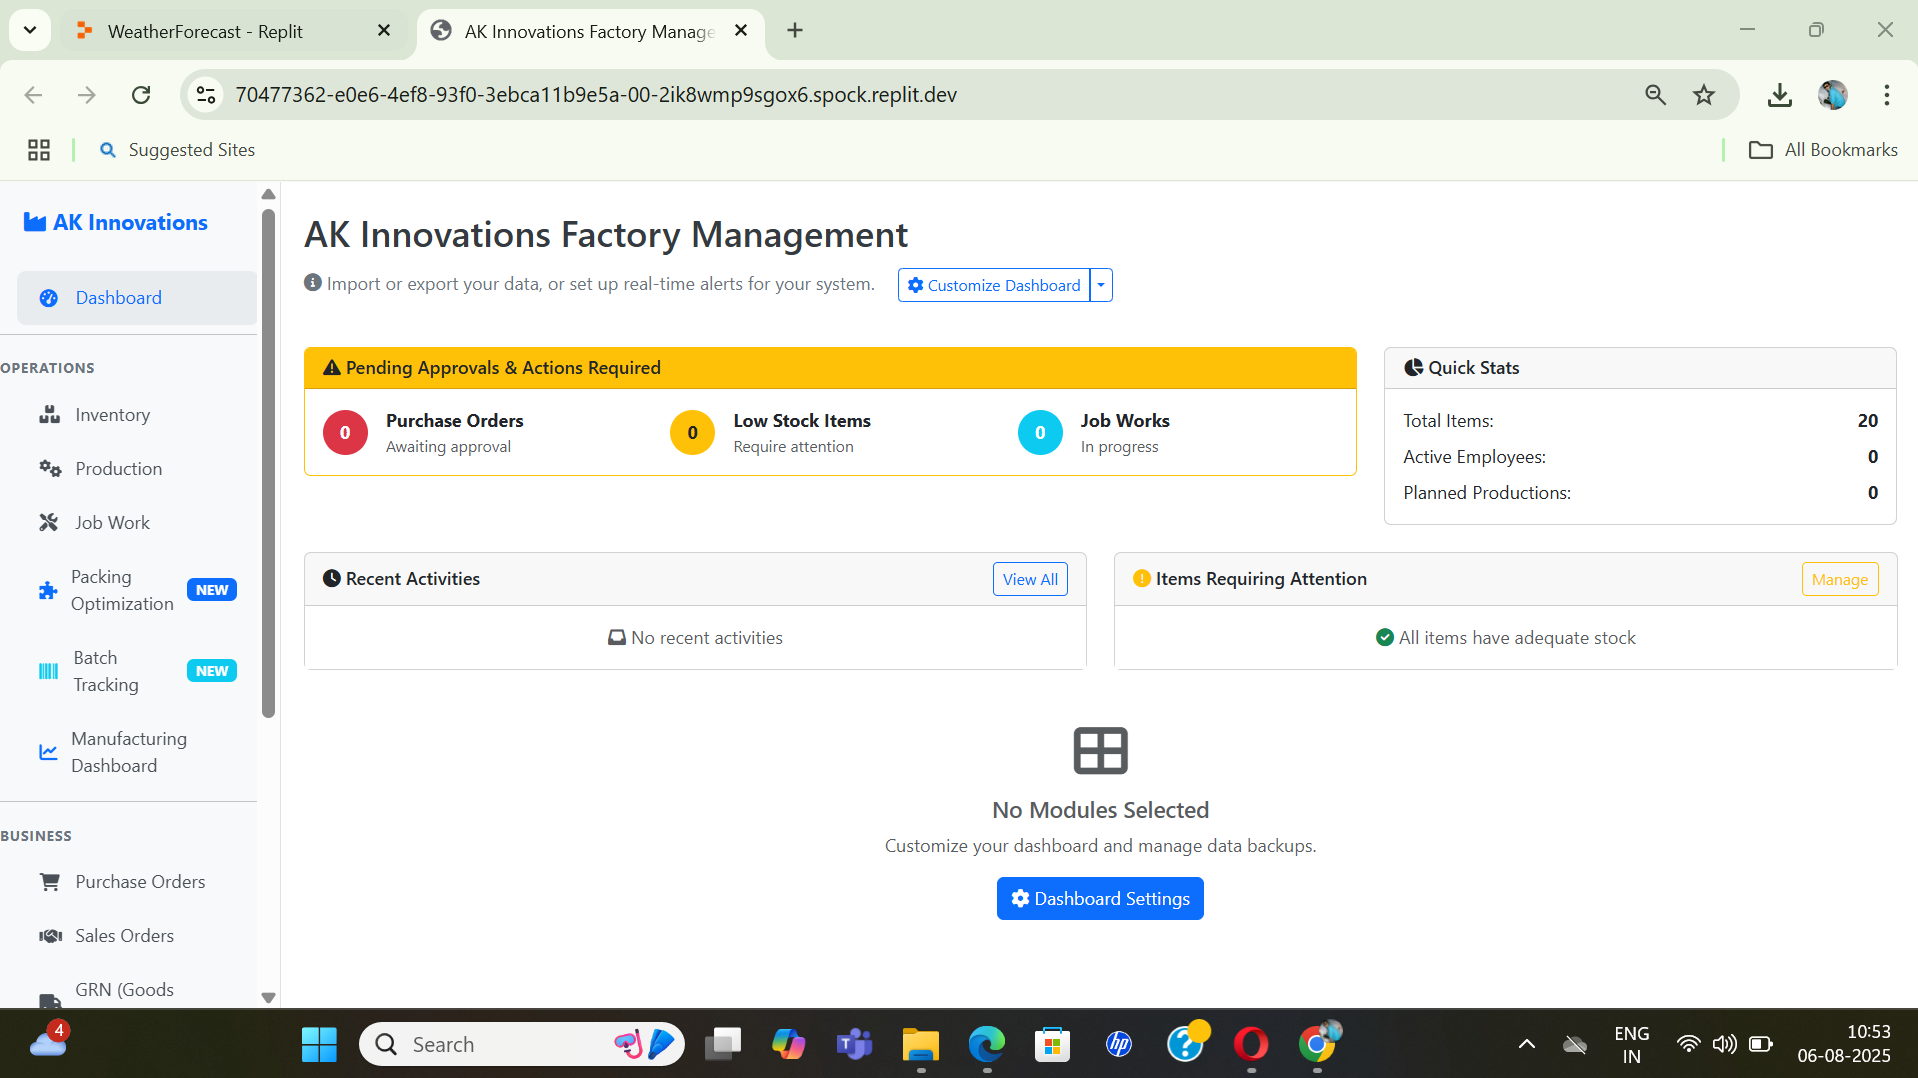 WeatherForecast - Replit
AK Innovations Factory Manage
70477362-e0e6-4ef8-93f0-3ebca11b9e5a-00-2ik8wmp9sgox6.spock.replit.dev
Suggested Sites
All Bookmarks
AK Innovations
Dashboard
OPERATIONS
Inventory
Production
Job Work
Packing
Optimization
NEW
Batch
Tracking
NEW
Manufacturing
Dashboard
BUSINESS
Purchase Orders
Sales Orders
GRN (Goods
AK Innovations Factory Management
Import or export your data, or set up real-time alerts for your system.
Customize Dashboard
Pending Approvals & Actions Required
0
Purchase Orders
Awaiting approval
0
Low Stock Items
Require attention
0
Job Works
In progress
Quick Stats
Total Items: 20
Active Employees: 0
Planned Productions: 0
Recent Activities
View All
No recent activities
Items Requiring Attention
Manage
All items have adequate stock
No Modules Selected
Customize your dashboard and manage data backups.
Dashboard Settings
4
Search
T
hp
?
ENG
IN
10:53
06-08-2025